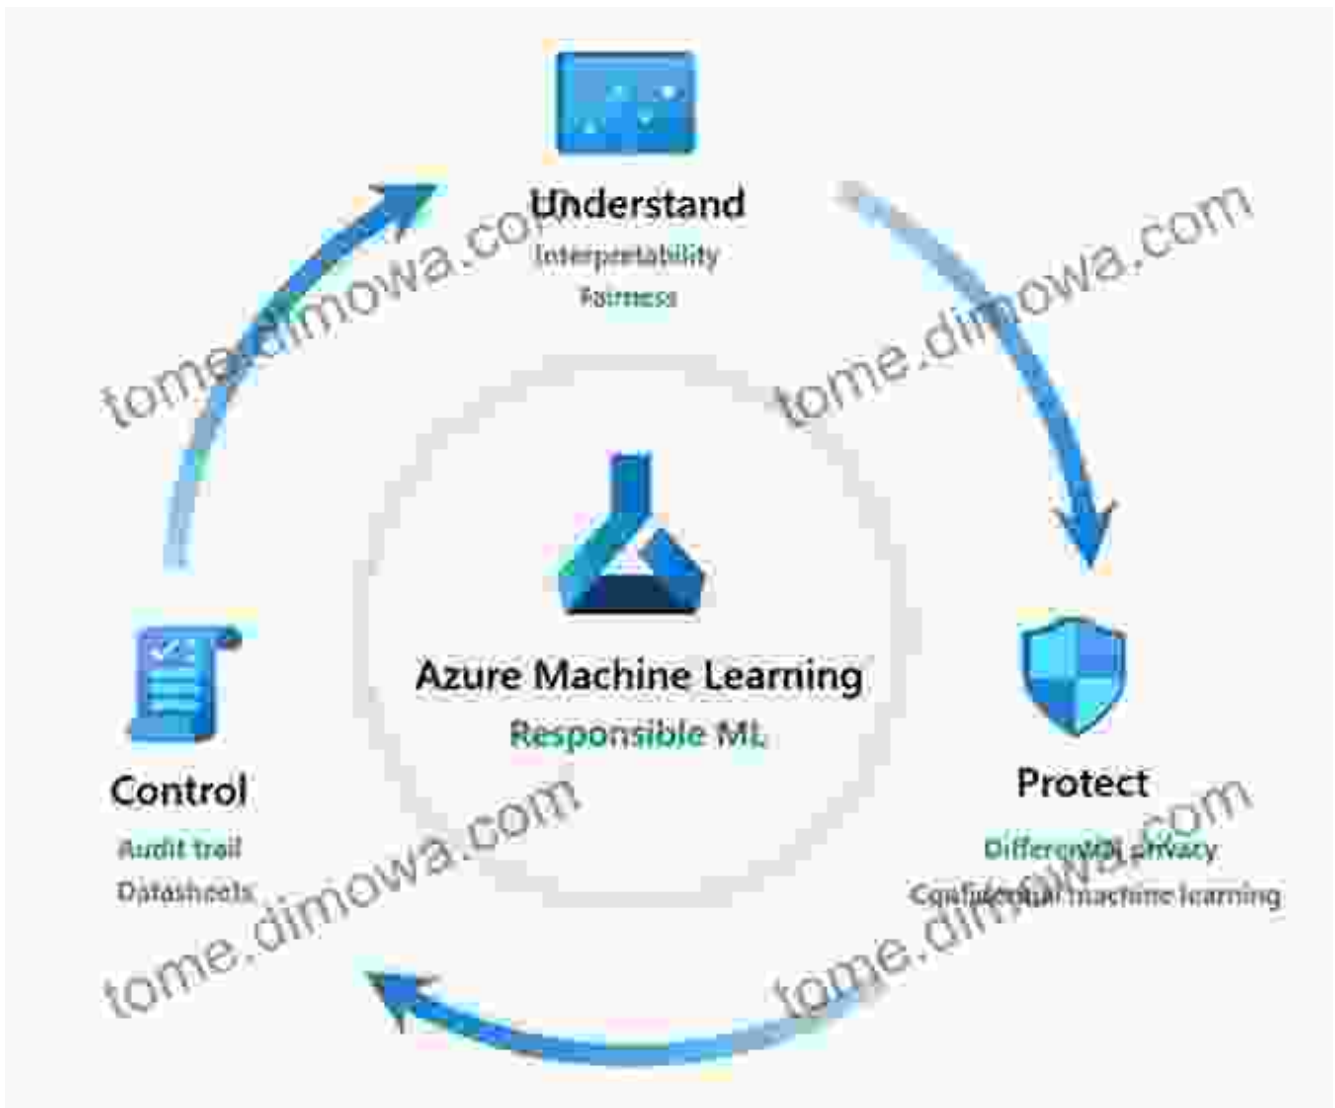 Understand
Interpretability
Fairness
Azure Machine Learning
Responsible ML
Control
Audit trail
Datasheets
Protect
Differential privacy
Confidential machine learning
tome.dimowa.com
tome.dimowa.com
tome.dimowa.com
tome.dimowa.com